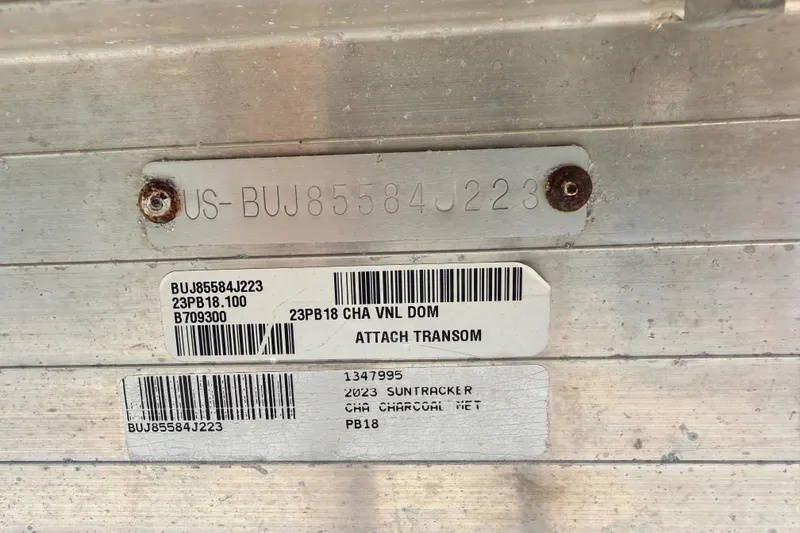 US-BUJ85584J223
BUJ85584J223
23PB18.100
B709300
23PB18 CHA VNL DOM
ATTACH TRANSOM
1347995
2023 SUNTRACKER
CHA CHARCOAL MET
BUJ85584J223
PB18